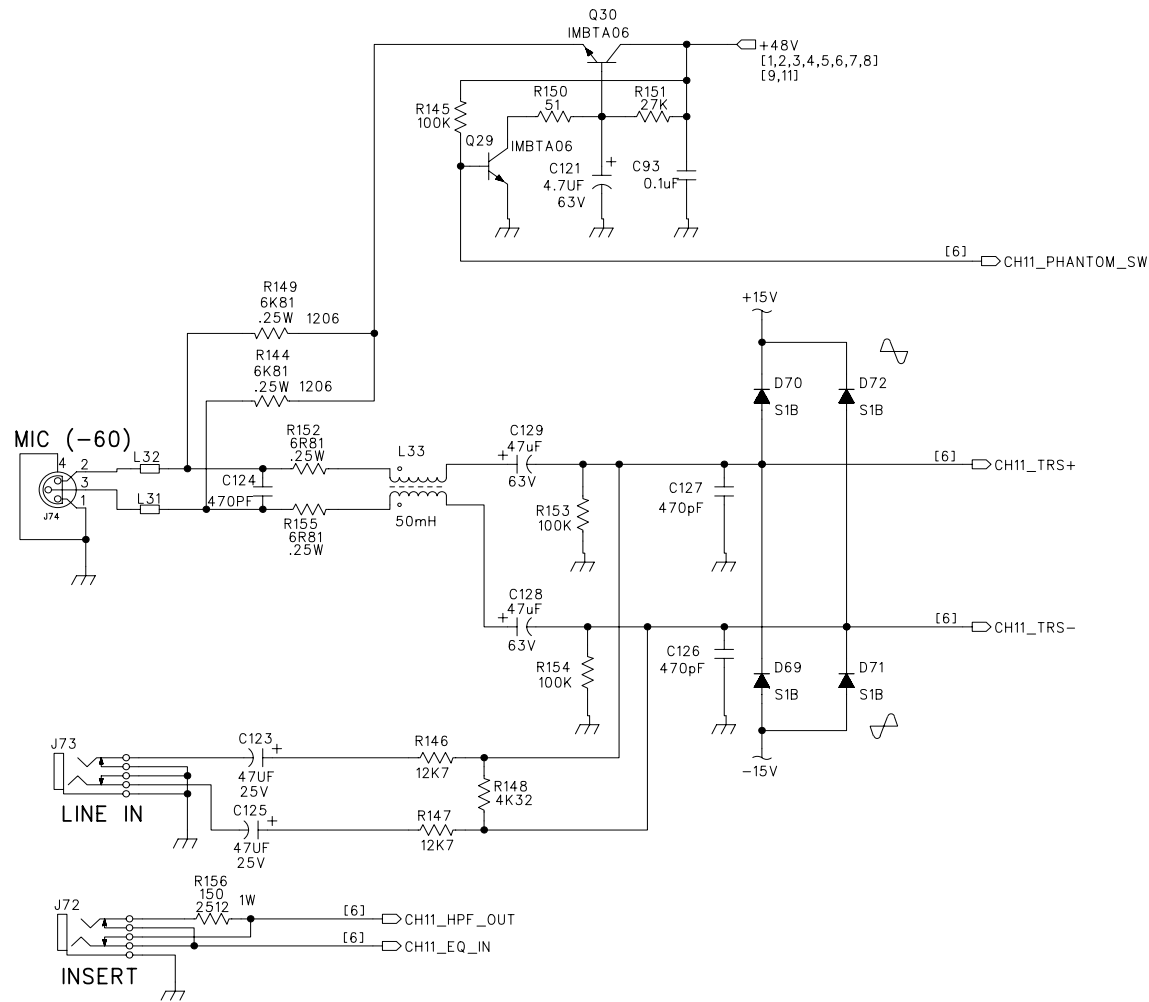 Q30
IMBTA06
+48V
[1,2,3,4,5,6,7,8]
[9,11]
R145
100K
R150
51
R151
27K
Q29
IMBTA06
C121
4.7UF
63V
+
C93
0.1uF
[6]
CH11_PHANTOM_SW
R149
6K81
.25W 1206
R144
6K81
.25W 1206
+15V
D70
S1B
D72
S1B
MIC (-60)
4
2
3
1
J74
L32
L31
C124
470PF
R152
6R81
.25W
R155
6R81
.25W
L33
50mH
C129
47uF
+
63V
R153
100K
C127
470pF
[6]
CH11_TRS+
C128
47uF
+
63V
R154
100K
C126
470pF
[6]
CH11_TRS-
D69
S1B
D71
S1B
-15V
J73
LINE IN
C123
+
47UF
25V
C125
+
47UF
25V
R146
12K7
R148
4K32
R147
12K7
J72
INSERT
R156
150
2512
1W
[6]
CH11_HPF_OUT
[6]
CH11_EQ_IN